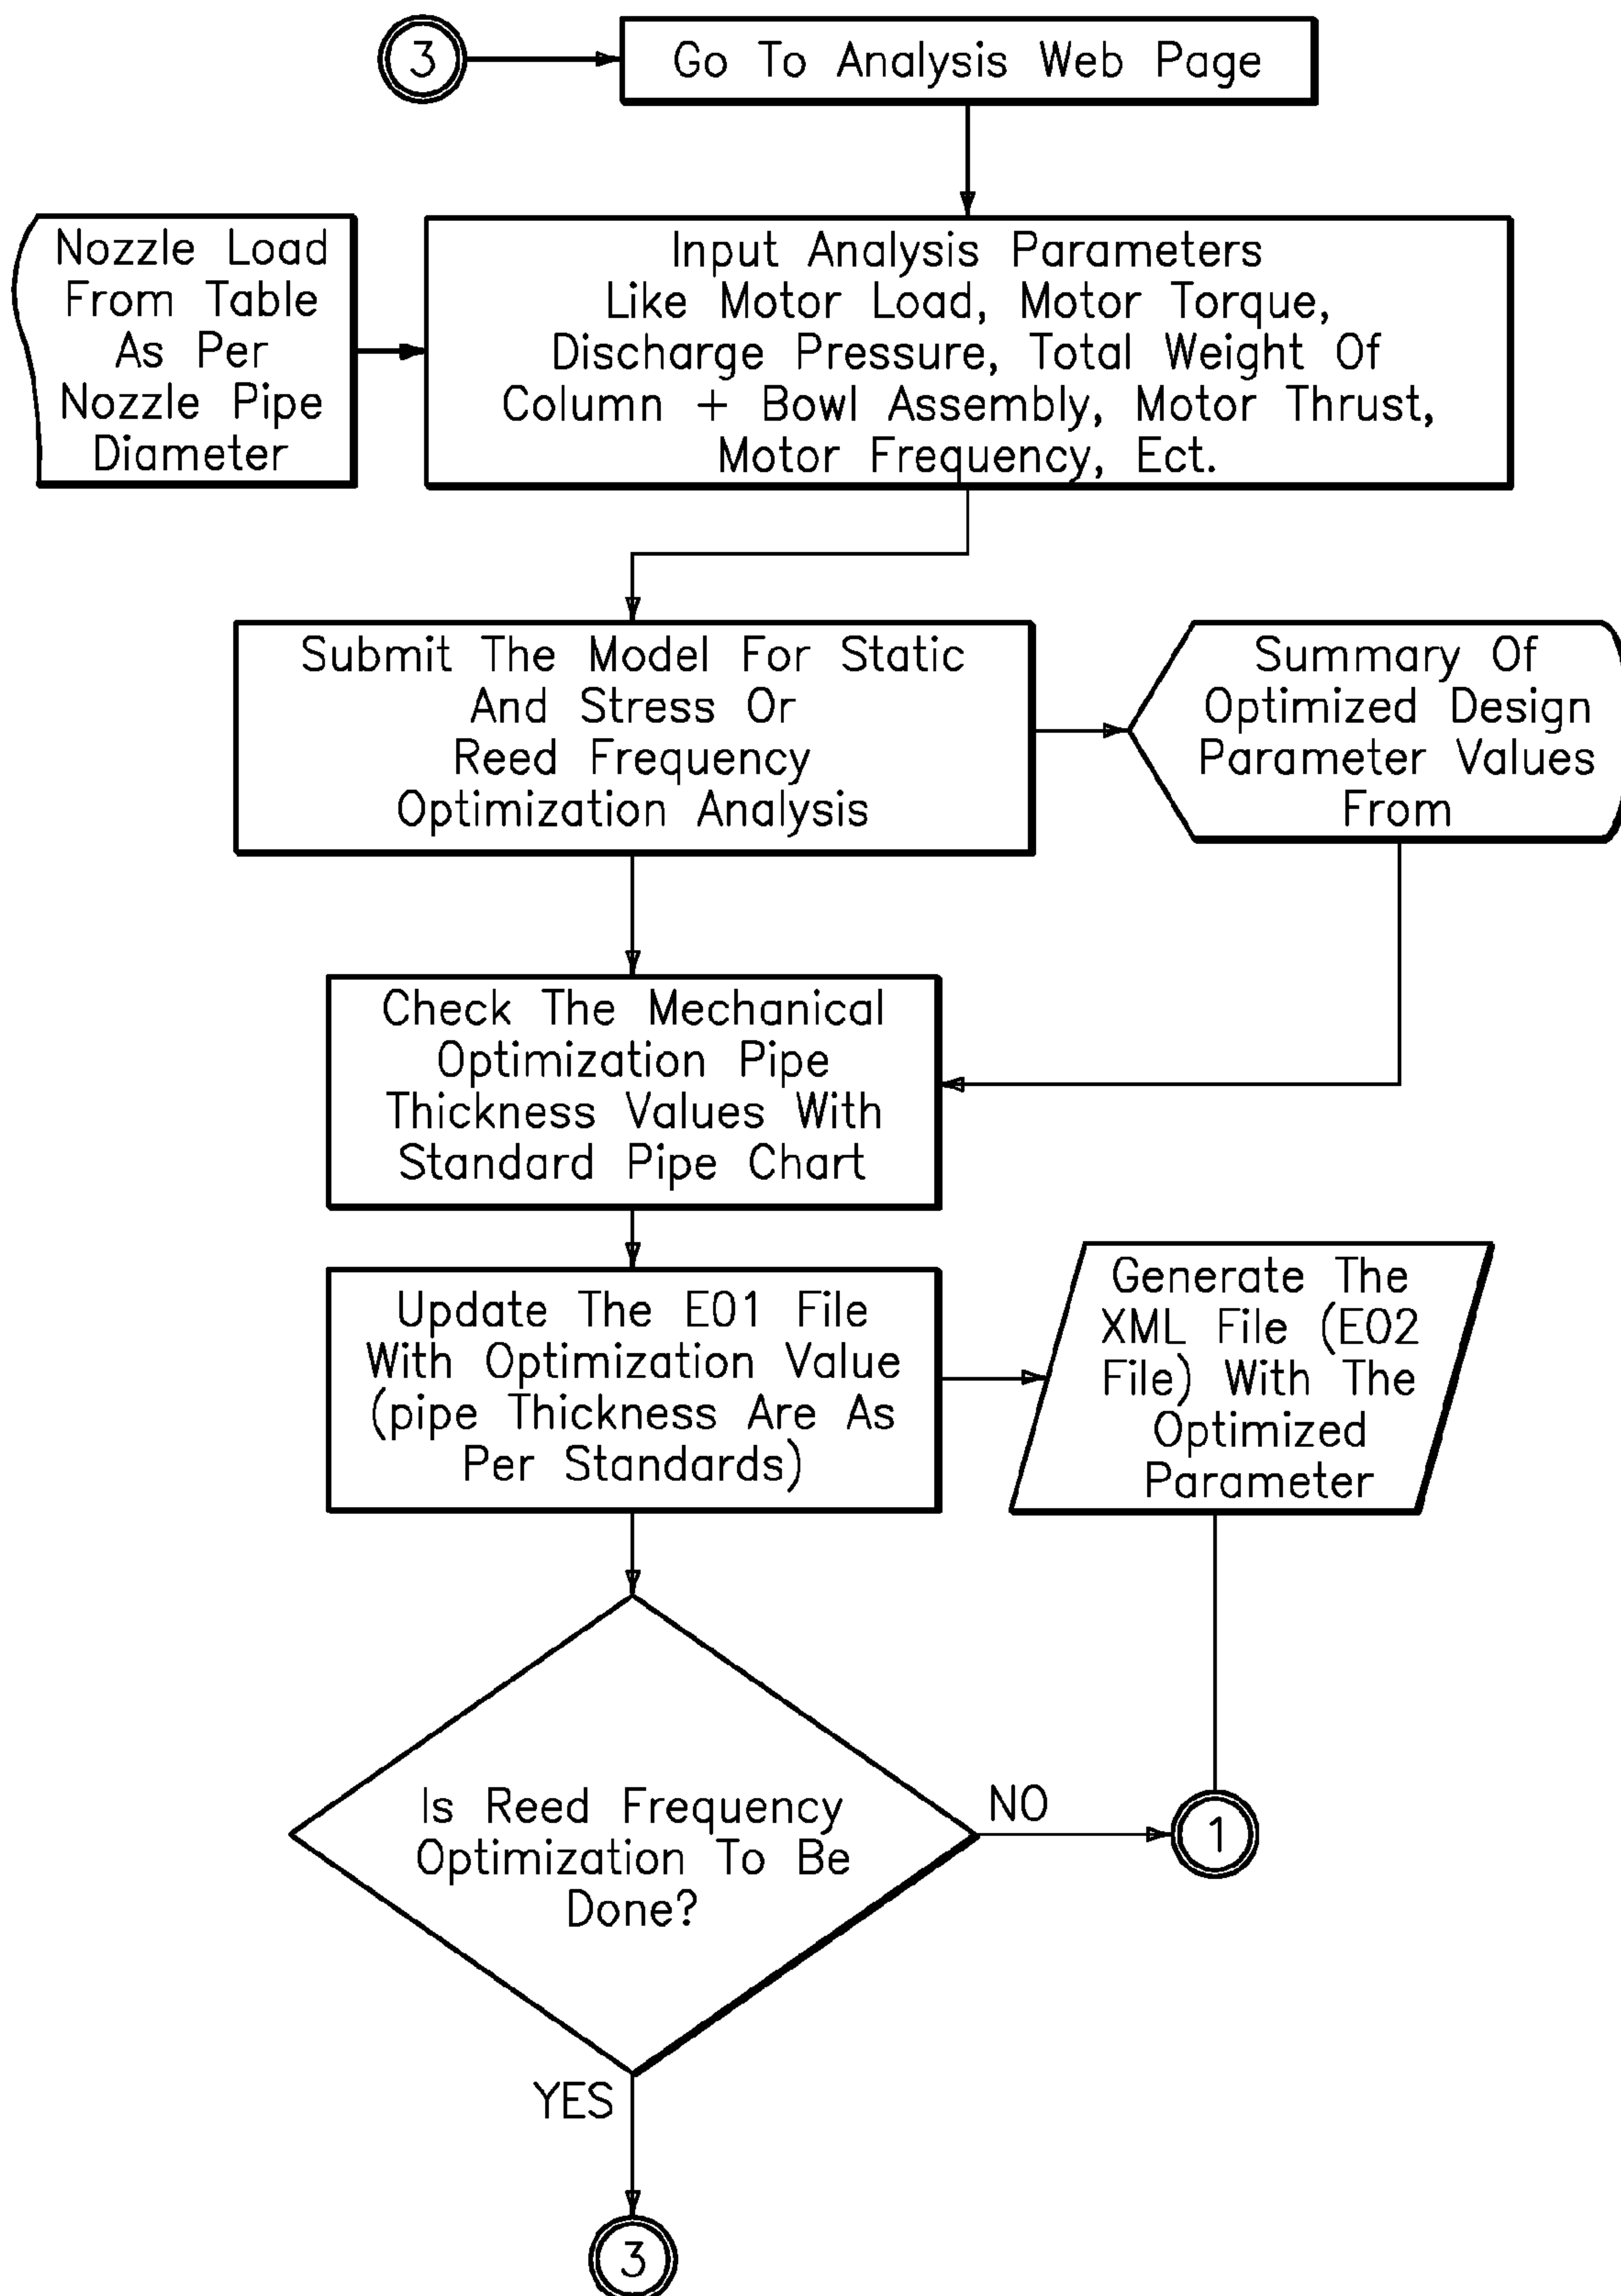 3
Go To Analysis Web Page
Nozzle Load
From Table
As Per
Nozzle Pipe
Diameter
Input Analysis Parameters
Like Motor Load, Motor Torque,
Discharge Pressure, Total Weight Of
Column + Bowl Assembly, Motor Thrust,
Motor Frequency, Ect.
Submit The Model For Static
And Stress Or
Reed Frequency
Optimization Analysis
Summary Of
Optimized Design
Parameter Values
From
Check The Mechanical
Optimization Pipe
Thickness Values With
Standard Pipe Chart
Update The E01 File
With Optimization Value
(pipe Thickness Are As
Per Standards)
Generate The
XML File (E02
File) With The
Optimized
Parameter
Is Reed Frequency
Optimization To Be
Done?
NO
1
YES
3